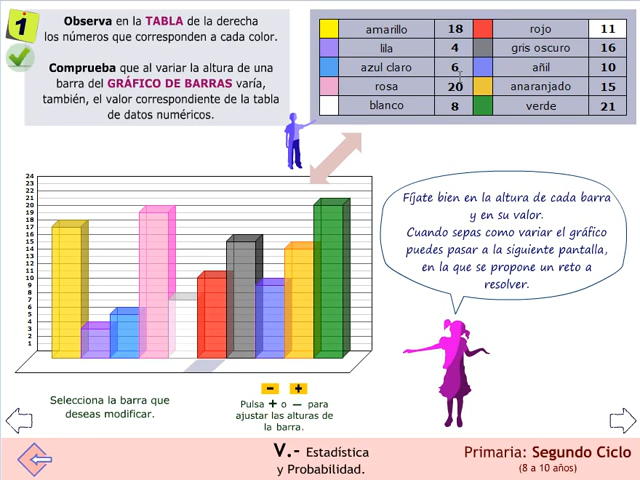 1
Observa en la TABLA de la derecha
los números que corresponden a cada color.
Comprueba que al variar la altura de una
barra del GRÁFICO DE BARRAS varía,
también, el valor correspondiente de la tabla
de datos numéricos.
amarillo 18 rojo 11
lila 4 gris oscuro 16
azul claro 6 añil 10
rosa 20 anaranjado 15
blanco 8 verde 21
24
23
22
21
20
19
18
17
16
15
14
13
12
11
10
9
8
7
6
5
4
3
2
1
Fíjate bien en la altura de cada barra
y en su valor.
Cuando sepas como variar el gráfico
puedes pasar a la siguiente pantalla,
en la que se propone un reto a
resolver.
Selecciona la barra que
deseas modificar.
− +
Pulsa + o − para
ajustar las alturas de
la barra.
V.- Estadística
y Probabilidad.
Primaria: Segundo Ciclo
(8 a 10 años)